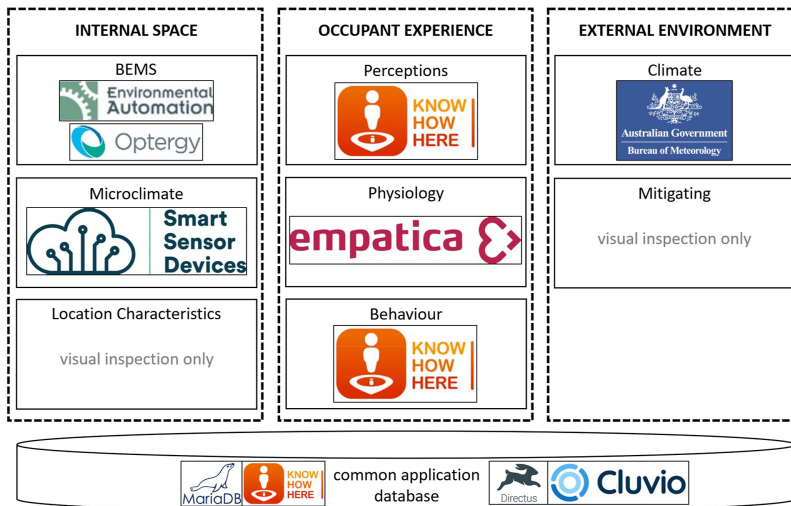 INTERNAL SPACE
BEMS
Environmental
Automation
Optergy
Microclimate
Smart
Sensor
Devices
Location Characteristics
visual inspection only
OCCUPANT EXPERIENCE
Perceptions
KNOW
HOW
HERE
Physiology
empatica
Behaviour
KNOW
HOW
HERE
EXTERNAL ENVIRONMENT
Climate
Australian Government
Bureau of Meteorology
Mitigating
visual inspection only
MariaDB
KNOW
HOW
HERE
common application
database
Directus
Cluvio